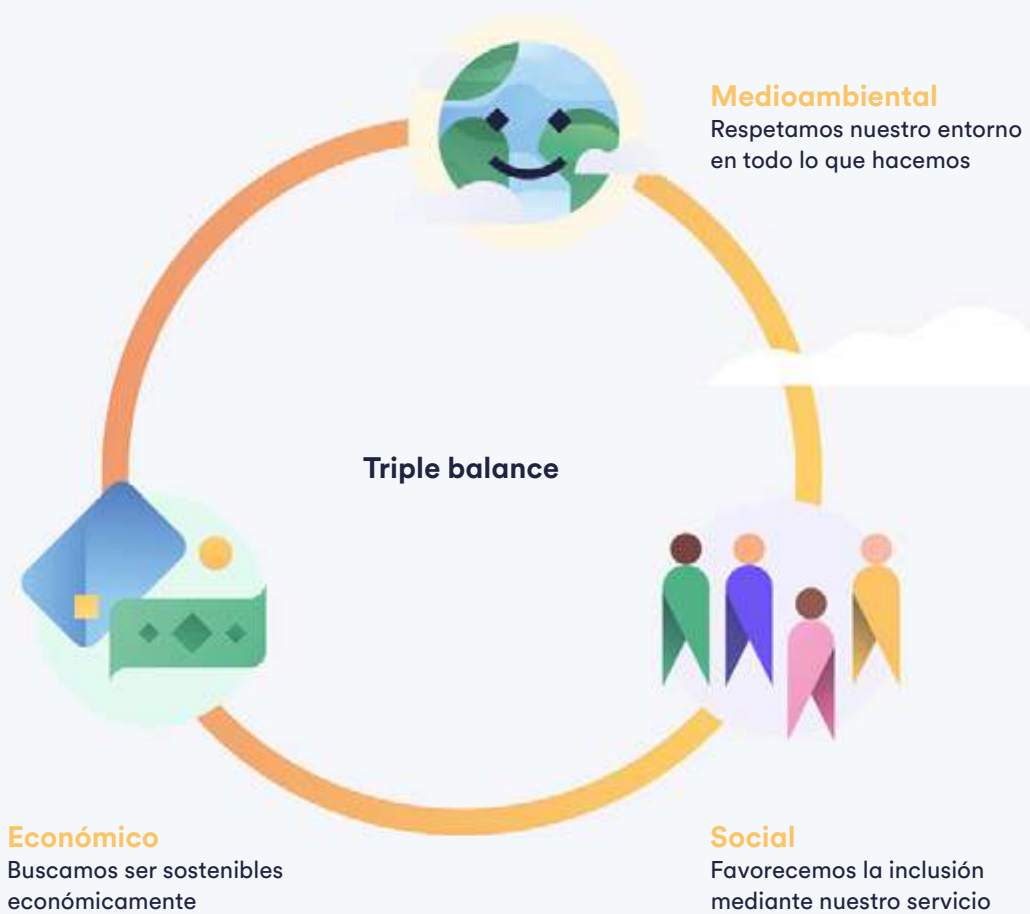 Medioambiental
Respetamos nuestro entorno
en todo lo que hacemos
Triple balance
Económico
Buscamos ser sostenibles
económicamente
Social
Favorecemos la inclusión
mediante nuestro servicio